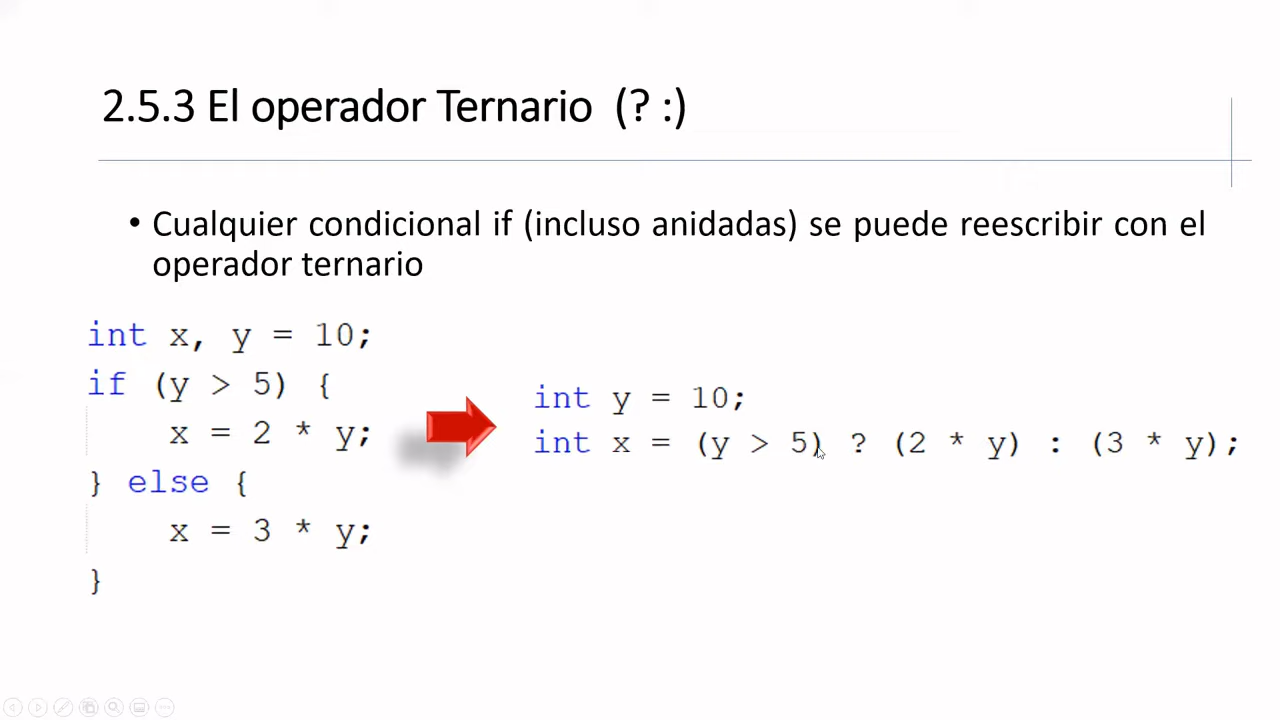 2.5.3 El operador Ternario (? :)
• Cualquier condicional if (incluso anidadas) se puede reescribir con el
operador ternario
int x, y = 10;
if (y > 5) {
x = 2 * y;
} else {
x = 3 * y;
}
int y = 10;
int x = (y > 5) ? (2 * y) : (3 * y);